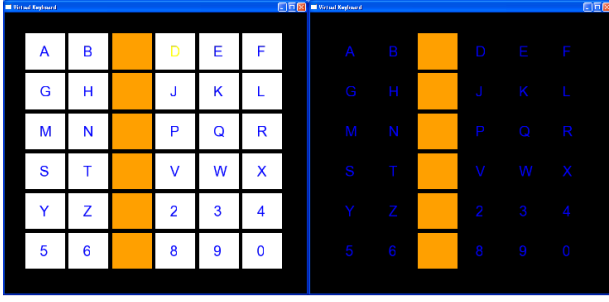 Virtual Keyboard
A B D E F
G H J K L
M N P Q R
S T V W X
Y Z 2 3 4
5 6 8 9 0
Virtual Keyboard
A B D E F
G H J K L
M N P Q R
S T V W X
Y Z 2 3 4
5 6 8 9 0